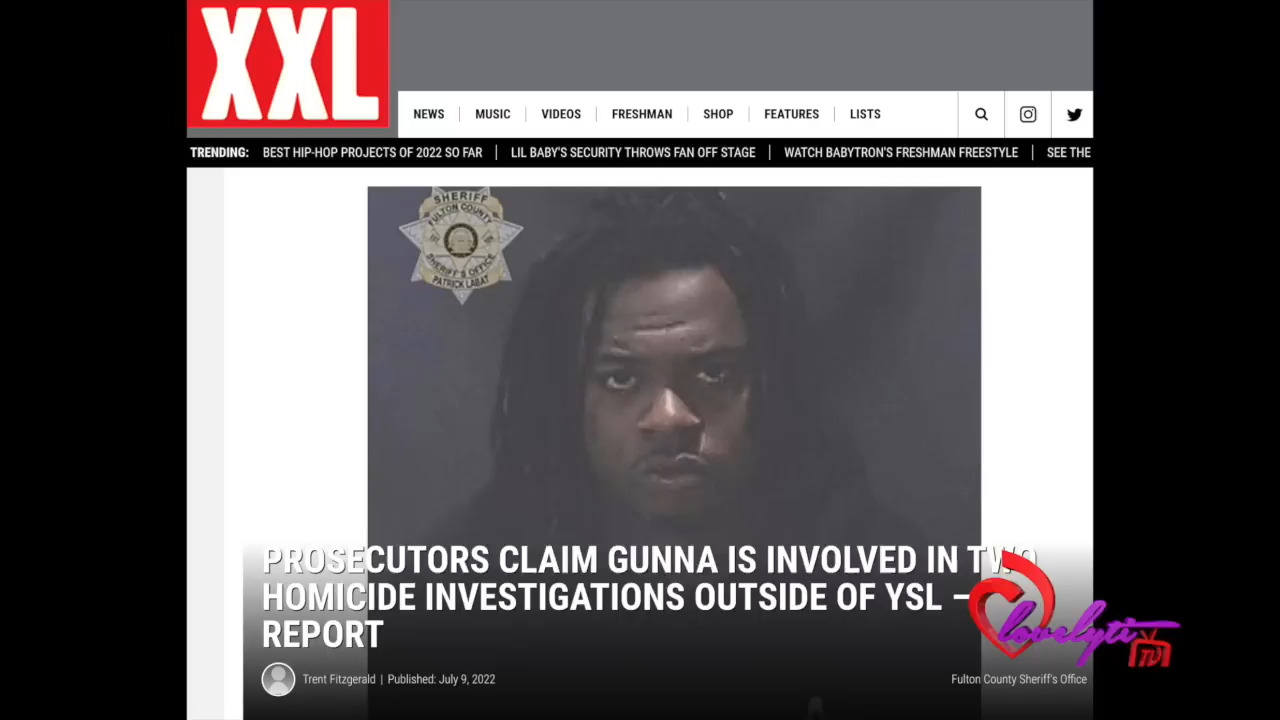 XXL
NEWS
MUSIC
VIDEOS
FRESHMAN
SHOP
FEATURES
LISTS
TRENDING: BEST HIP-HOP PROJECTS OF 2022 SO FAR | LIL BABY'S SECURITY THROWS FAN OFF STAGE | WATCH BABYTRON'S FRESHMAN FREESTYLE | SEE THE
SHERIFF
FULTON COUNTY
SHERIFF'S OFFICE
PATRICK LABAT
PROSECUTORS CLAIM GUNNA IS INVOLVED IN TWO
HOMICIDE INVESTIGATIONS OUTSIDE OF YSL –
REPORT
Trent Fitzgerald | Published: July 9, 2022
Fulton County Sheriff's Office
lovelyti
TV